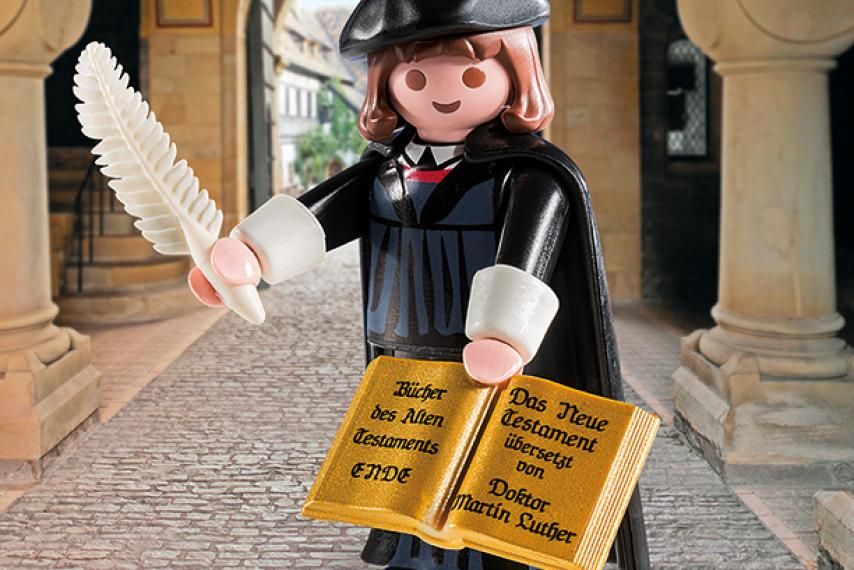 Bücher
des Alten
Testaments
ENDE
Das Neue
Testament
übersetzt
von
Doktor
Martin Luther